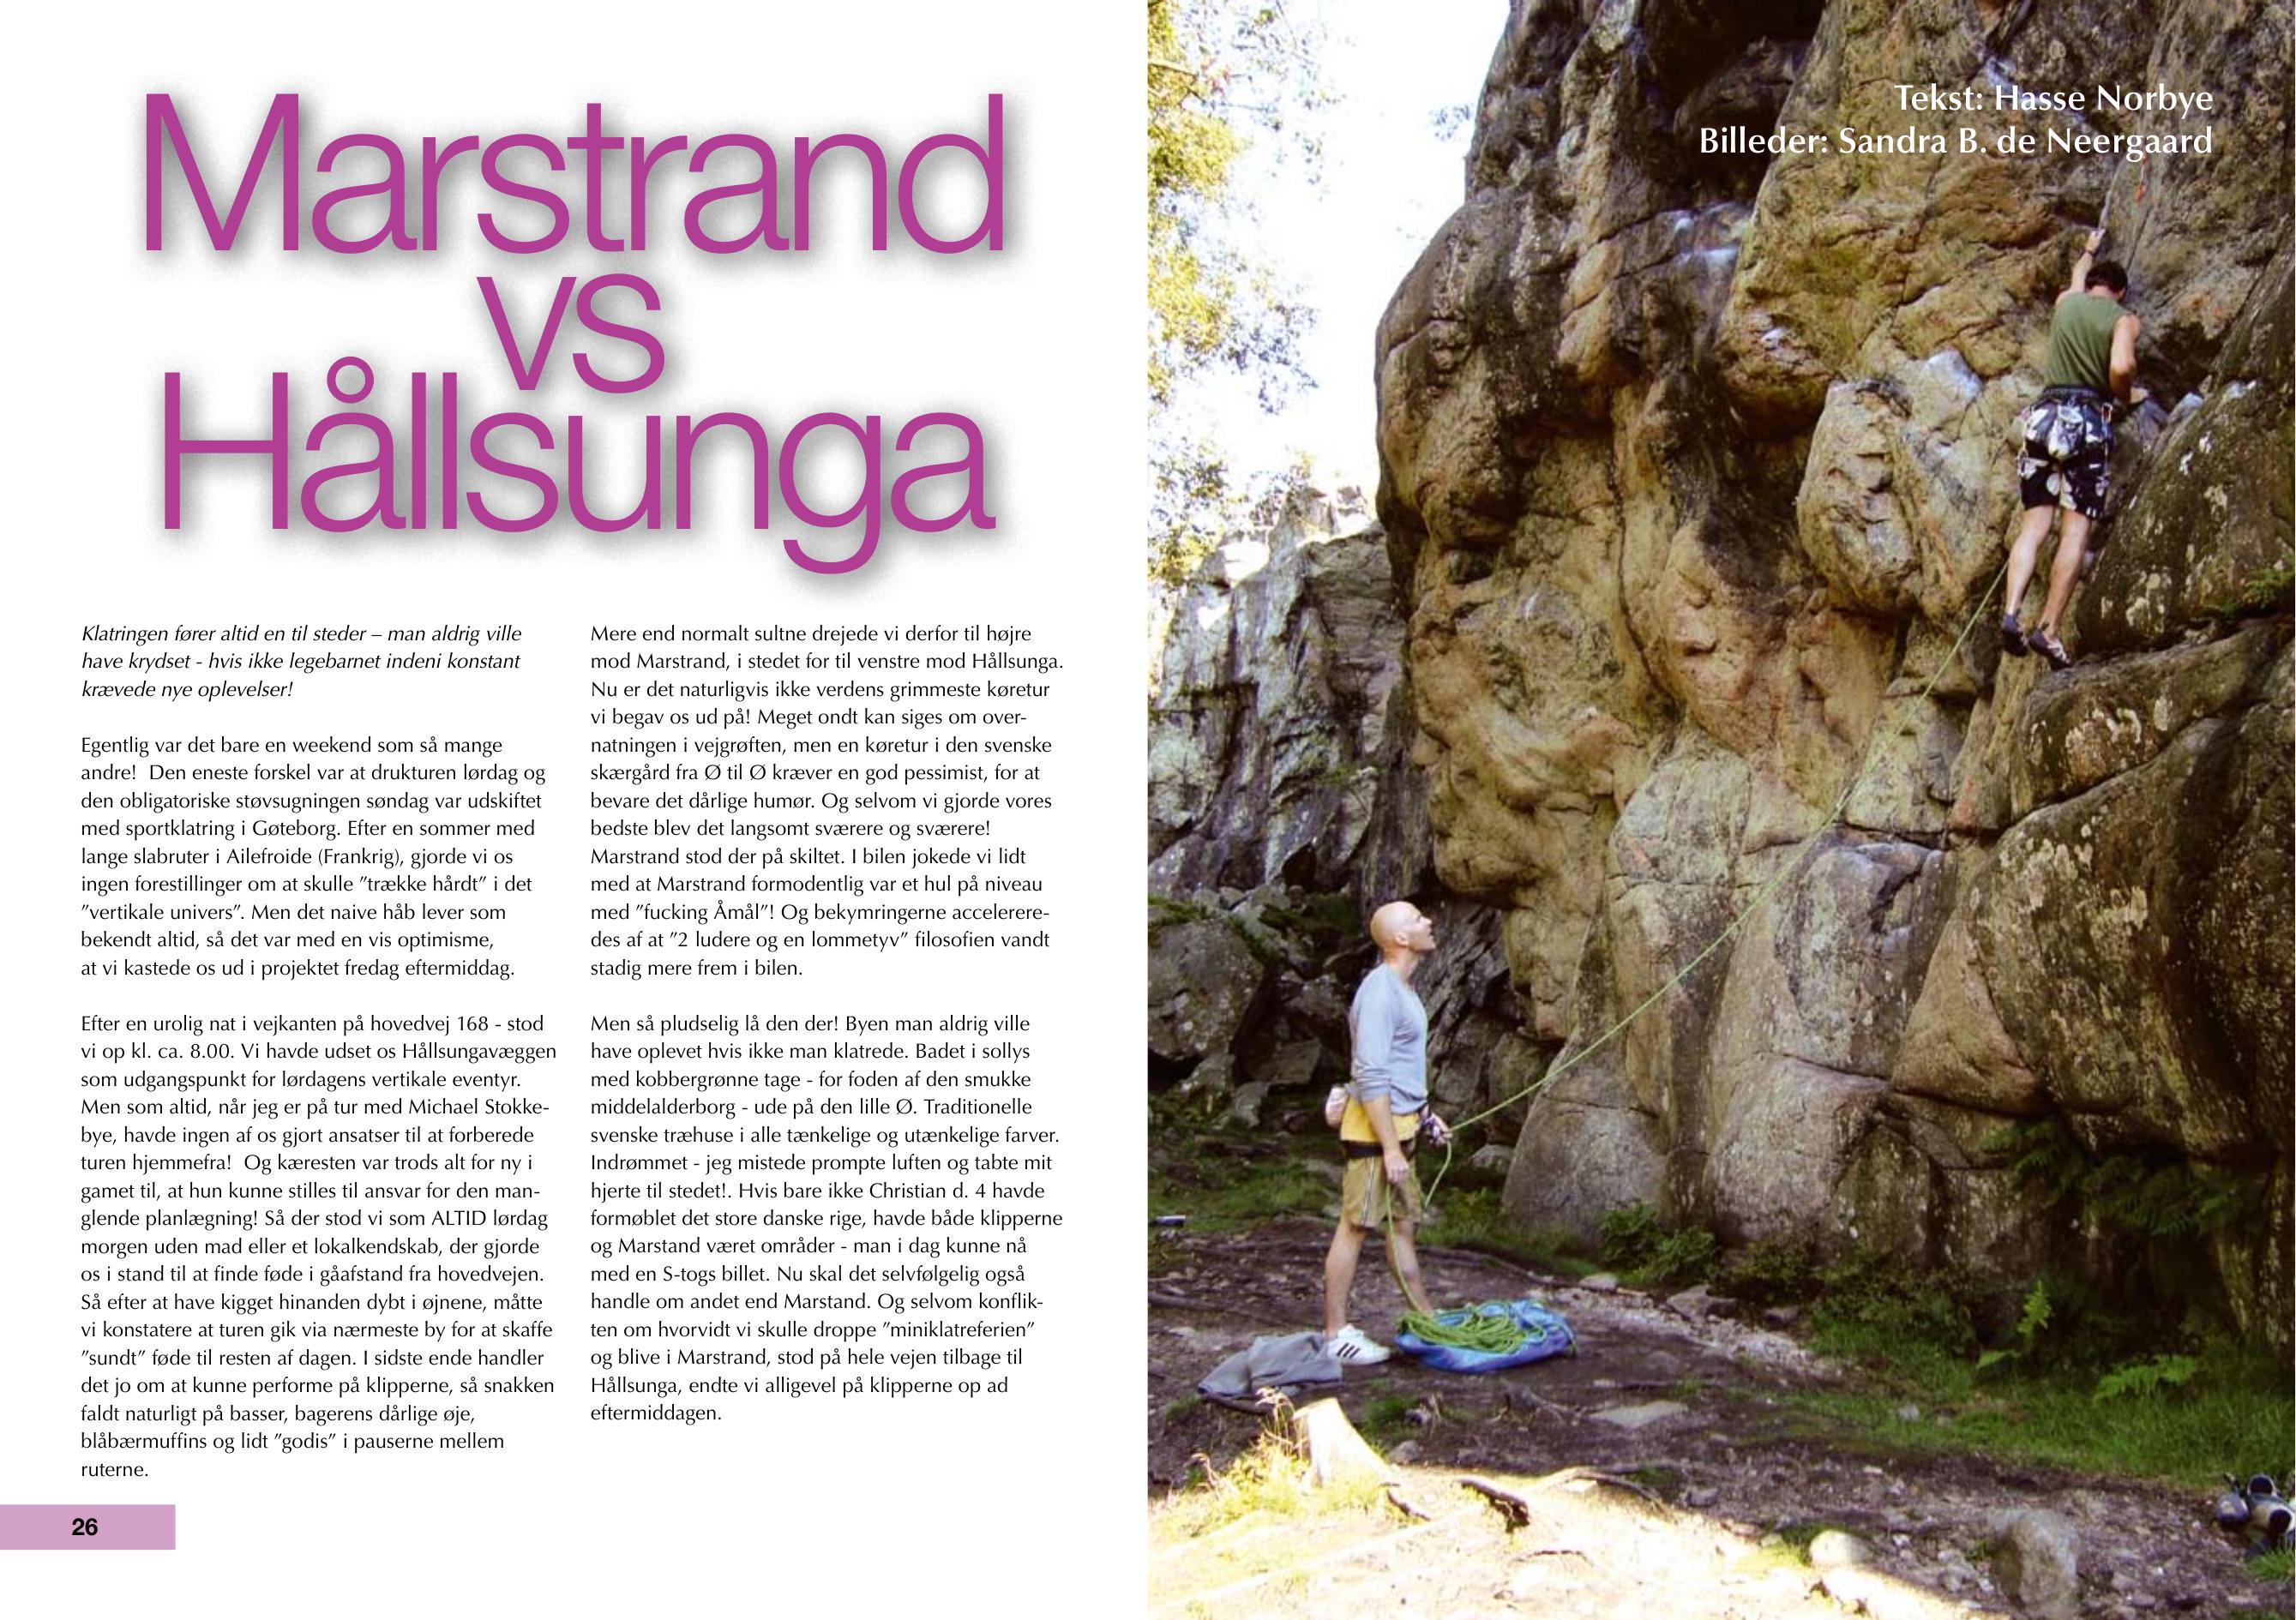 Marstrand
vs
Hållsunga
Klatringen fører altid en til steder – man aldrig ville
have krydset - hvis ikke legebarnet indeni konstant
krævede nye oplevelser!
Egentlig var det bare en weekend som så mange
andre!  Den eneste forskel var at drukturen lørdag og
den obligatoriske støvsugningen søndag var udskiftet
med sportklatring i Gøteborg. Efter en sommer med
lange slabruter i Ailefroide (Frankrig), gjorde vi os
ingen forestillinger om at skulle ”trække hårdt” i det
”vertikale univers”. Men det naive håb lever som
bekendt altid, så det var med en vis optimisme,
at vi kastede os ud i projektet fredag eftermiddag.
Efter en urolig nat i vejkanten på hovedvej 168 - stod
vi op kl. ca. 8.00. Vi havde udset os Hållsungavæggen
som udgangspunkt for lørdagens vertikale eventyr.
Men som altid, når jeg er på tur med Michael Stokke-
bye, havde ingen af os gjort ansatser til at forberede
turen hjemmefra!  Og kæresten var trods alt for ny i
gamet til, at hun kunne stilles til ansvar for den man-
glende planlægning! Så der stod vi som ALTID lørdag
morgen uden mad eller et lokalkendskab, der gjorde
os i stand til at finde føde i gåafstand fra hovedvejen.
Så efter at have kigget hinanden dybt i øjnene, måtte
vi konstatere at turen gik via nærmeste by for at skaffe
”sundt” føde til resten af dagen. I sidste ende handler
det jo om at kunne performe på klipperne, så snakken
faldt naturligt på basser, bagerens dårlige øje,
blåbærmuffins og lidt ”godis” i pauserne mellem
ruterne.
Mere end normalt sultne drejede vi derfor til højre
mod Marstrand, i stedet for til venstre mod Hållsunga.
Nu er det naturligvis ikke verdens grimmeste køretur
vi begav os ud på! Meget ondt kan siges om over-
natningen i vejgrøften, men en køretur i den svenske
skærgård fra Ø til Ø kræver en god pessimist, for at
bevare det dårlige humør. Og selvom vi gjorde vores
bedste blev det langsomt sværere og sværere!
Marstrand stod der på skiltet. I bilen jokede vi lidt
med at Marstrand formodentlig var et hul på niveau
med ”fucking Åmål”! Og bekymringerne accelerere-
des af at ”2 ludere og en lommetyv” filosofien vandt
stadig mere frem i bilen.
Men så pludselig lå den der! Byen man aldrig ville
have oplevet hvis ikke man klatrede. Badet i sollys
med kobbergrønne tage - for foden af den smukke
middelalderborg - ude på den lille Ø. Traditionelle
svenske træhuse i alle tænkelige og utænkelige farver.
Indrømmet - jeg mistede prompte luften og tabte mit
hjerte til stedet!. Hvis bare ikke Christian d. 4 havde
formøblet det store danske rige, havde både klipperne
og Marstand været områder - man i dag kunne nå
med en S-togs billet. Nu skal det selvfølgelig også
handle om andet end Marstand. Og selvom konflik-
ten om hvorvidt vi skulle droppe ”miniklatreferien”
og blive i Marstrand, stod på hele vejen tilbage til
Hållsunga, endte vi alligevel på klipperne op ad
eftermiddagen.
26
Tekst: Hasse Norbye
Billeder: Sandra B. de Neergaard